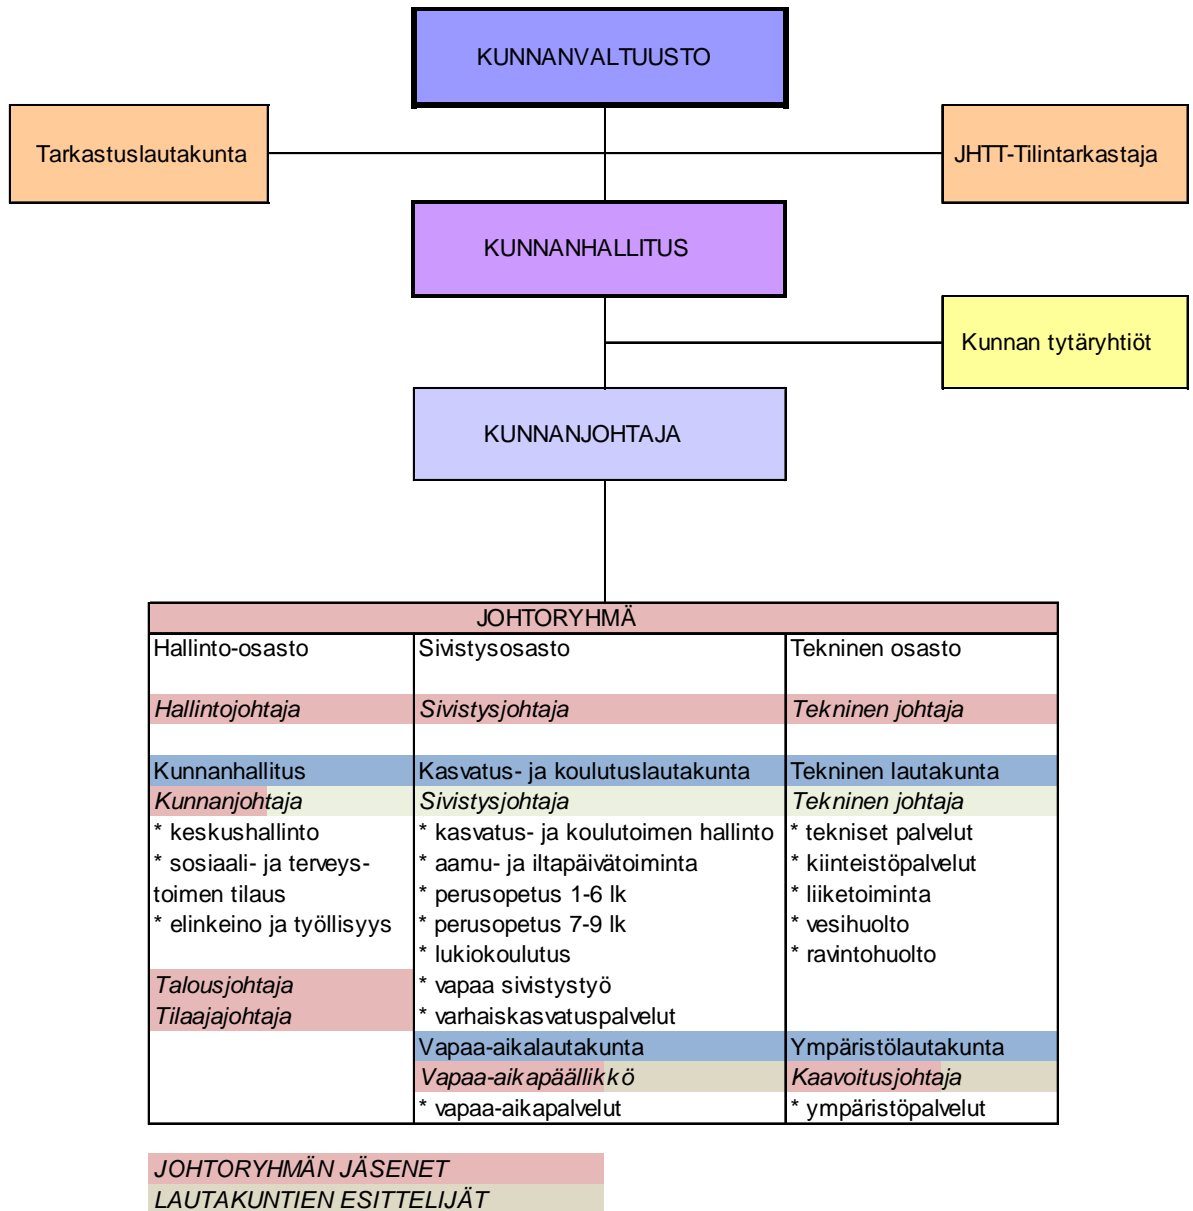 KUNNANVALTUUSTO
Tarkastuslautakunta
JHTT-Tilintarkastaja
KUNNANHALLITUS
Kunnan tytäryhtiöt
KUNNANJOHTAJA
JOHTORYHMÄ
Hallinto-osasto
Hallintojohtaja
Kunnanhallitus
Kunnanjohtaja
* keskushallinto
* sosiaali- ja terveys-
toimen tilaus
* elinkeino ja työllisyys
Talousjohtaja
Tilaajajohtaja
Sivistysosasto
Sivistysjohtaja
Kasvatus- ja koulutuslautakunta
Sivistysjohtaja
* kasvatus- ja koulutoimen hallinto
* aamu- ja iltapäivätoiminta
* perusopetus 1-6 lk
* perusopetus 7-9 lk
* lukiokoulutus
* vapaa sivistystyö
* varhaiskasvatuspalvelut
Vapaa-aikalautakunta
Vapaa-aikapäällikkö
* vapaa-aikapalvelut
Tekninen osasto
Tekninen johtaja
Tekninen lautakunta
Tekninen johtaja
* tekniset palvelut
* kiinteistöpalvelut
* liiketoiminta
* vesihuolto
* ravintohuolto
Ympäristölautakunta
Kaavoitusjohtaja
* ympäristöpalvelut
JOHTORYHMÄN JÄSENET
LAUTAKUNTIEN ESITTELIJÄT